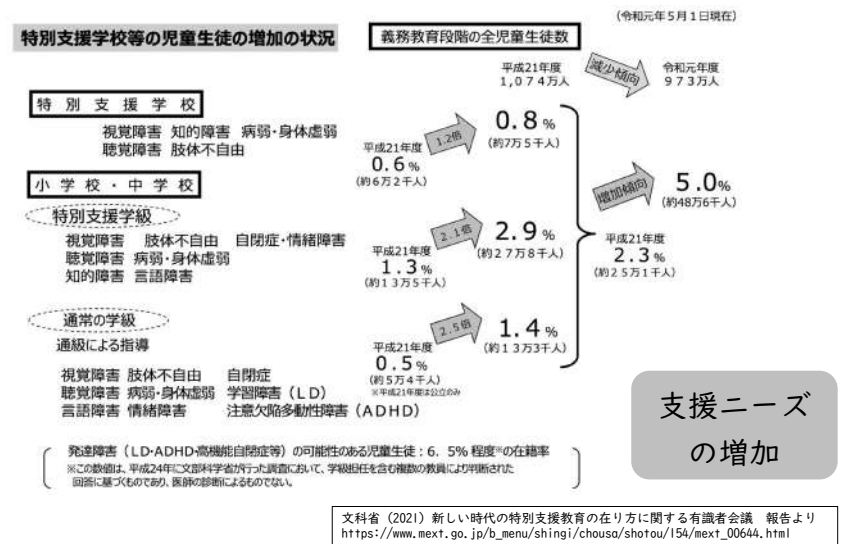 (令和元年5月1日現在)
特別支援学校等の児童生徒の増加の状況
義務教育段階の全児童生徒数
平成21年度
1,074万人
減少傾向
令和元年度
973万人
特別支援学校
視覚障害 知的障害 病弱・身体虚弱
聴覚障害 肢体不自由
平成21年度
0.6%
(約6万2千人)
1.2倍
0.8%
(約7万5千人)
小学校・中学校
特別支援学級
視覚障害 肢体不自由 自閉症・情緒障害
聴覚障害 病弱・身体虚弱
知的障害 言語障害
平成21年度
1.3%
(約13万5千人)
2.1倍
2.9%
(約27万8千人)
通常の学級
通級による指導
視覚障害 肢体不自由 自閉症
聴覚障害 病弱・身体虚弱 学習障害(LD)
言語障害 情緒障害 注意欠陥多動性障害(ADHD)
平成21年度
0.5%
(約5万4千人)
※平成21年度は公立のみ
2.5倍
1.4%
(約13万3千人)
増加傾向
5.0%
(約48万6千人)
平成21年度
2.3%
(約25万1千人)
支援ニーズ
の増加
発達障害(LD・ADHD・高機能自閉症等)の可能性のある児童生徒:6.5%程度※の在籍率
※この数値は、平成24年に文部科学省が行った調査において、学級担任を含む複数の教員により判断された
回答に基づくものであり、医師の診断によるものでない。
文科省(2021)新しい時代の特別支援教育の在り方に関する有識者会議 報告より
https://www.mext.go.jp/b_menu/shingi/chousa/shotou/154/mext_00644.html